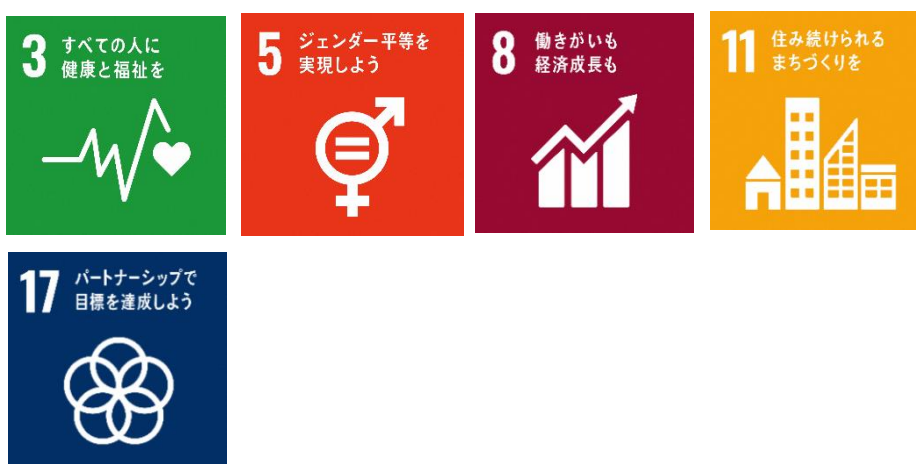 3 すべての人に
健康と福祉を
5 ジェンダー平等を
実現しよう
8 働きがいも
経済成長も
11 住み続けられる
まちづくりを
17 パートナーシップで
目標を達成しよう